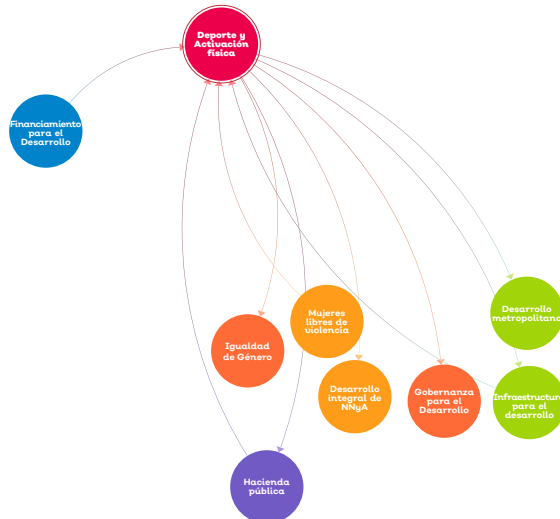 Deporte y
Activación
física
Financiamiento
para el
Desarrollo
Mujeres
libres de
violencia
Desarrollo
metropolitano
Igualdad
de Género
Desarrollo
integral de
NNyA
Gobernanza
para el
Desarrollo
Infraestructura
para el
desarrollo
Hacienda
pública